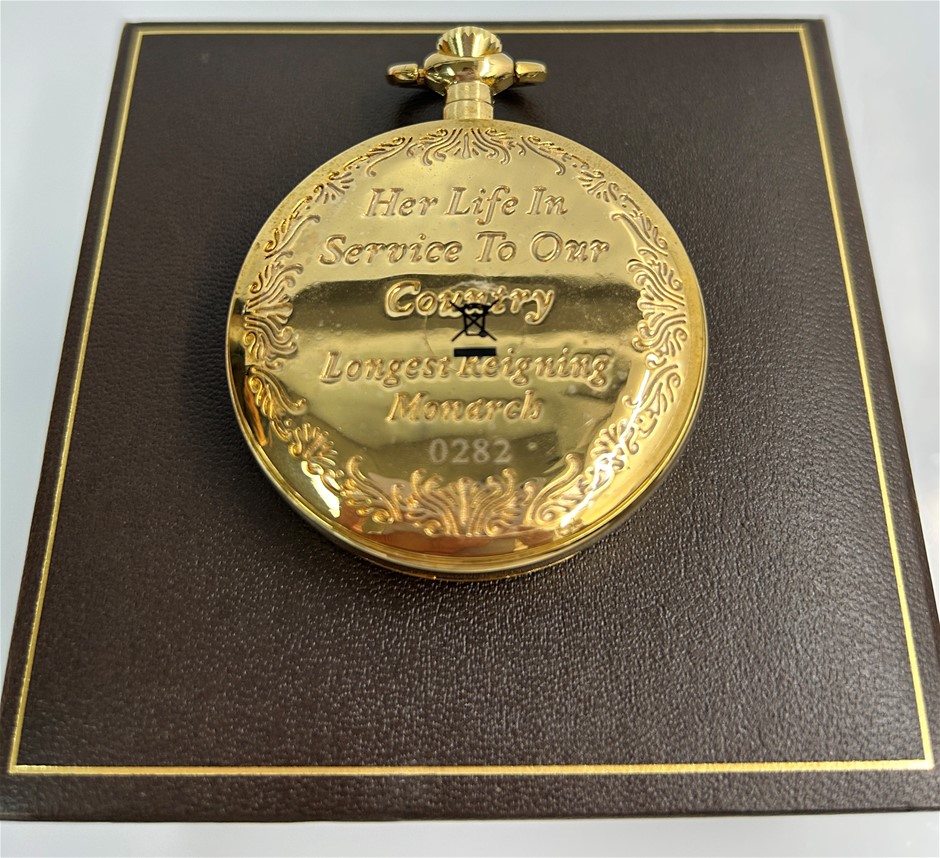 Her Life In
Service To Our
Country
Longest Reigning
Monarch
0282